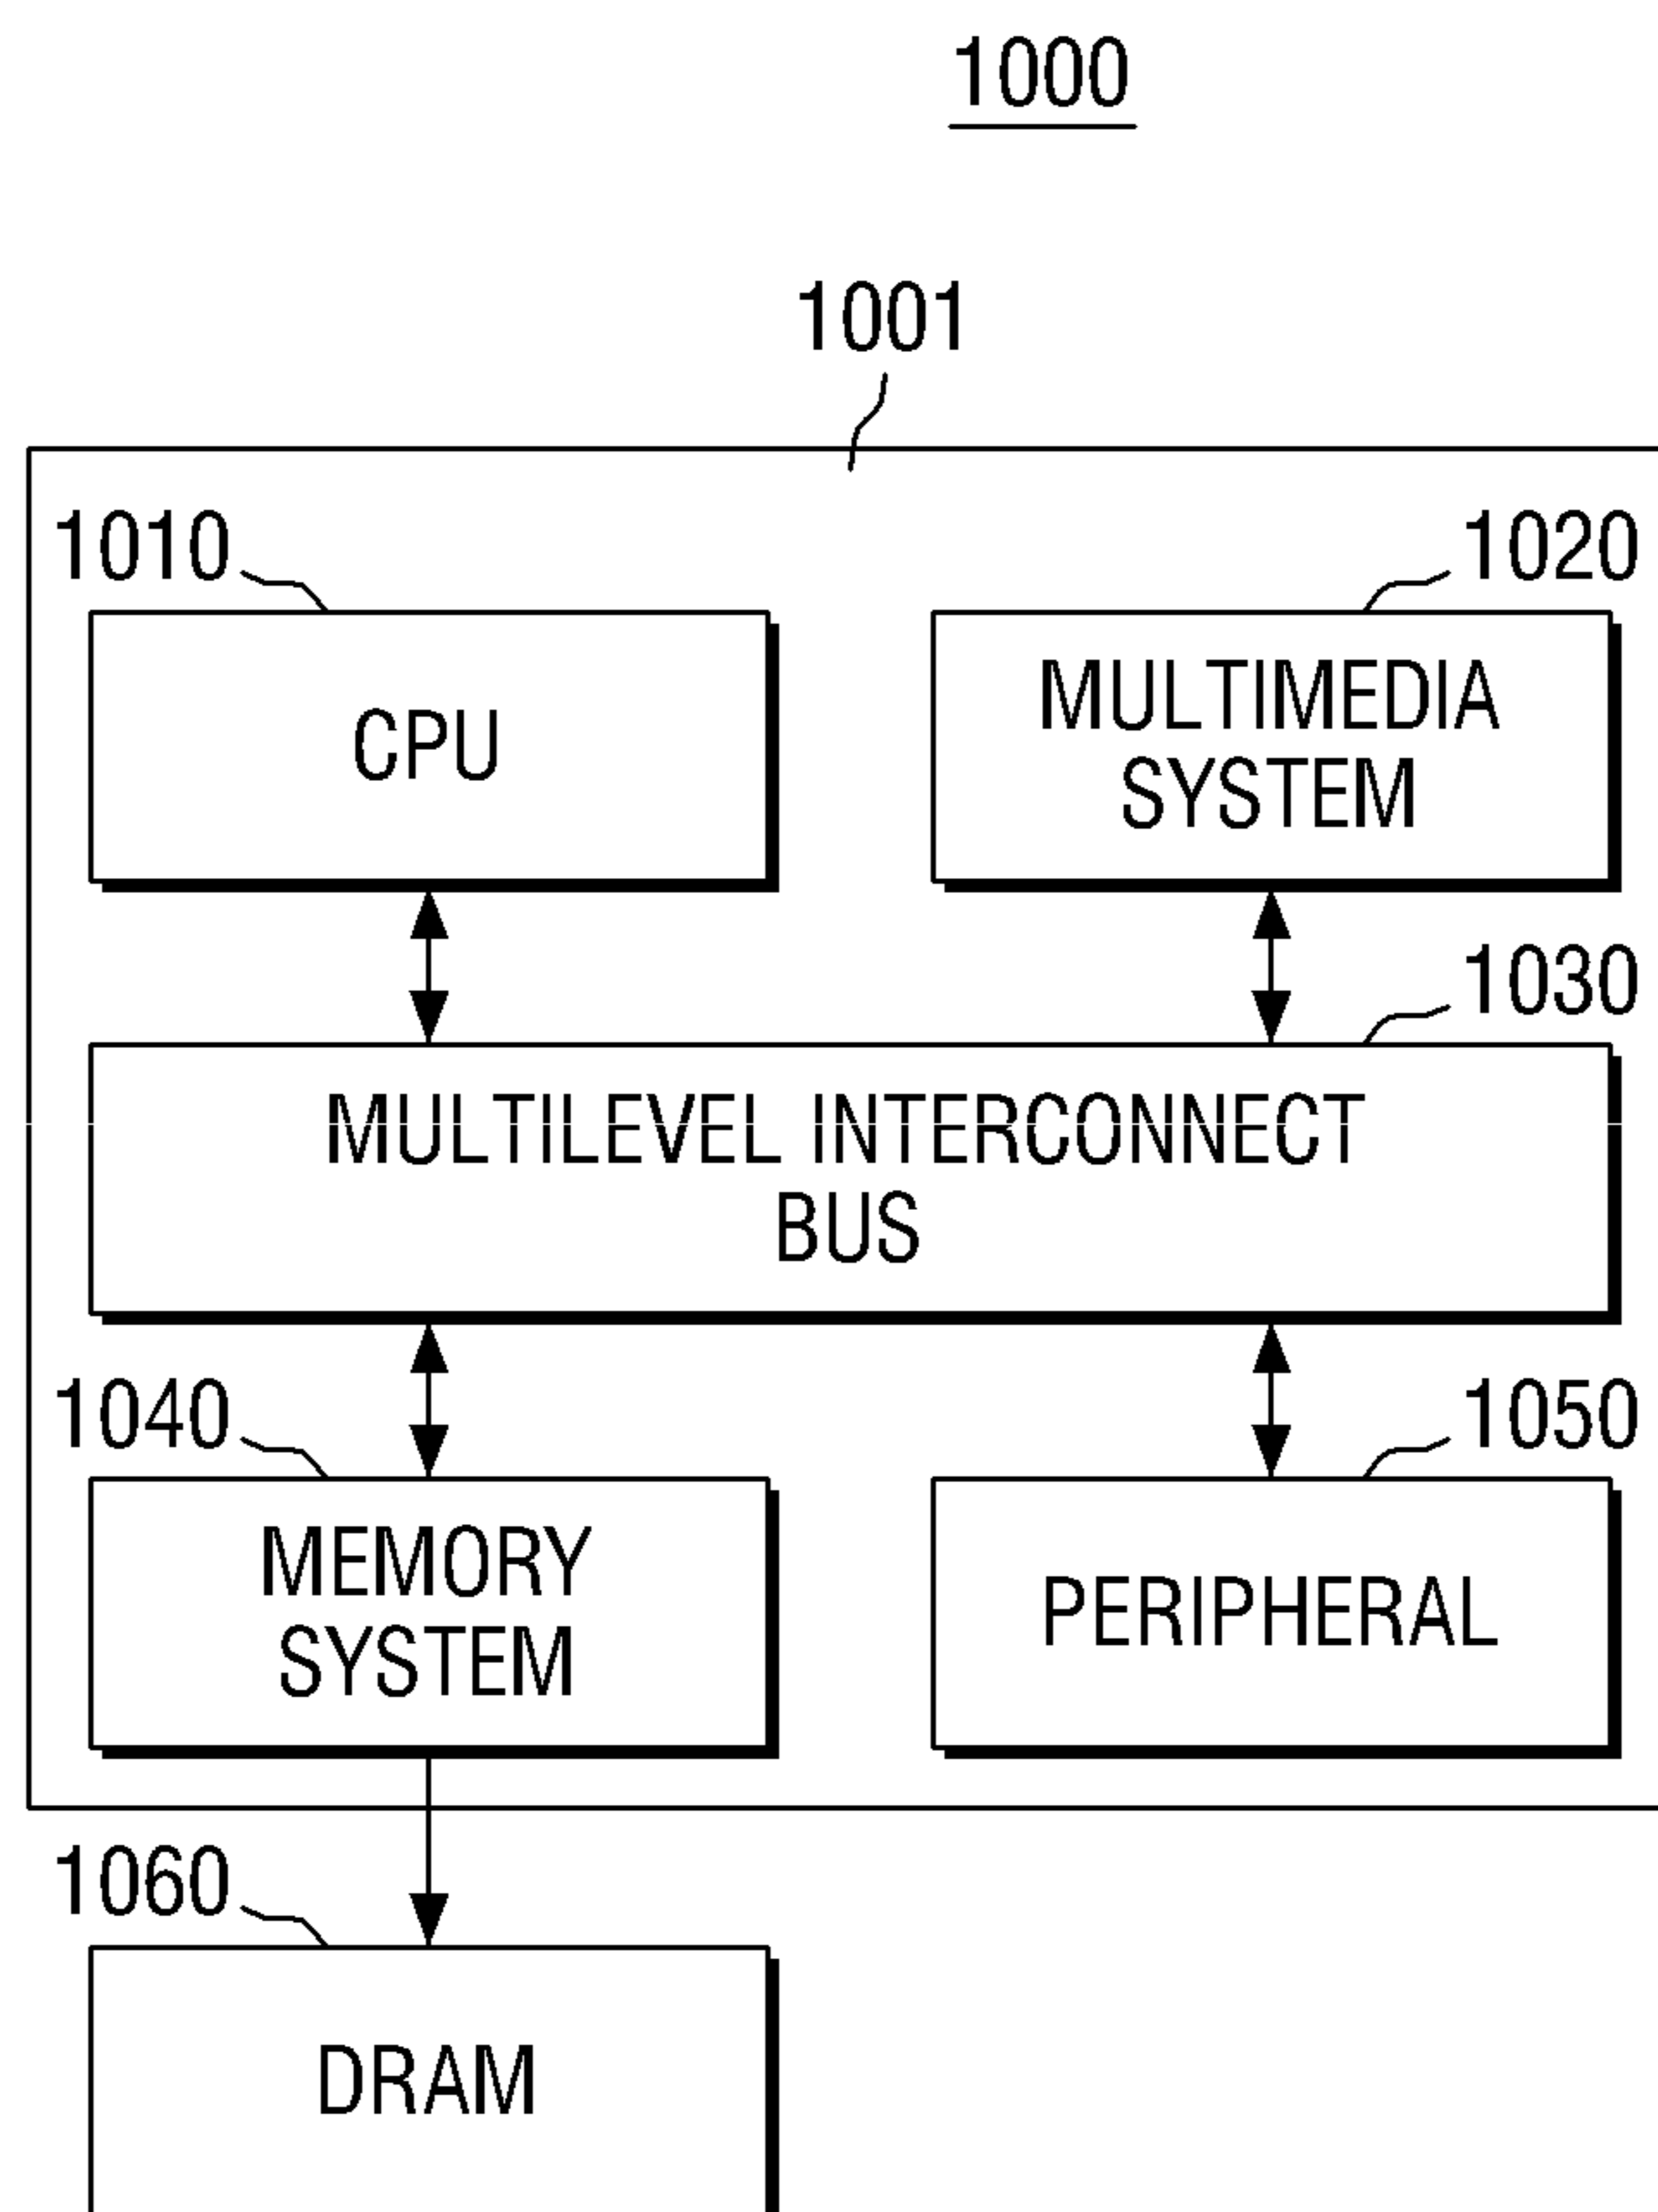 1000
1001
1010
1020
CPU
MULTIMEDIA
SYSTEM
1030
MULTILEVEL INTERCONNECT
BUS
1040
1050
MEMORY
SYSTEM
PERIPHERAL
1060
DRAM